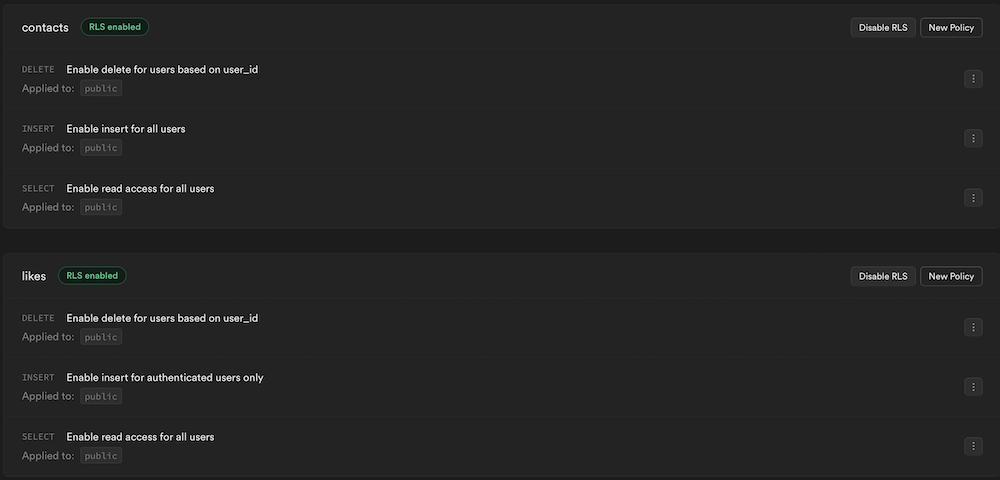 contacts RLS enabled Disable RLS New Policy
DELETE Enable delete for users based on user_id
Applied to: public
INSERT Enable insert for all users
Applied to: public
SELECT Enable read access for all users
Applied to: public
likes RLS enabled Disable RLS New Policy
DELETE Enable delete for users based on user_id
Applied to: public
INSERT Enable insert for authenticated users only
Applied to: public
SELECT Enable read access for all users
Applied to: public